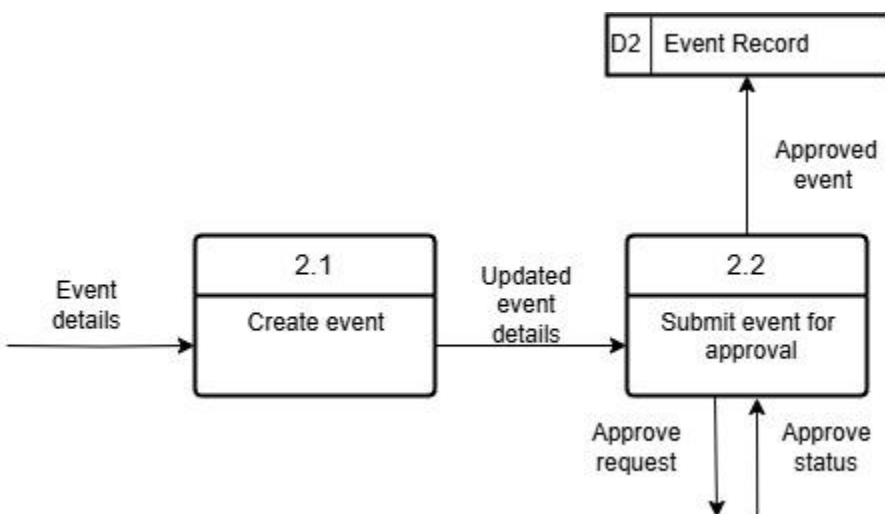 D2 Event Record
Approved
event
2.1
2.2
Event
details
Create event
Updated
event
details
Submit event for
approval
Approve
request
Approve
status